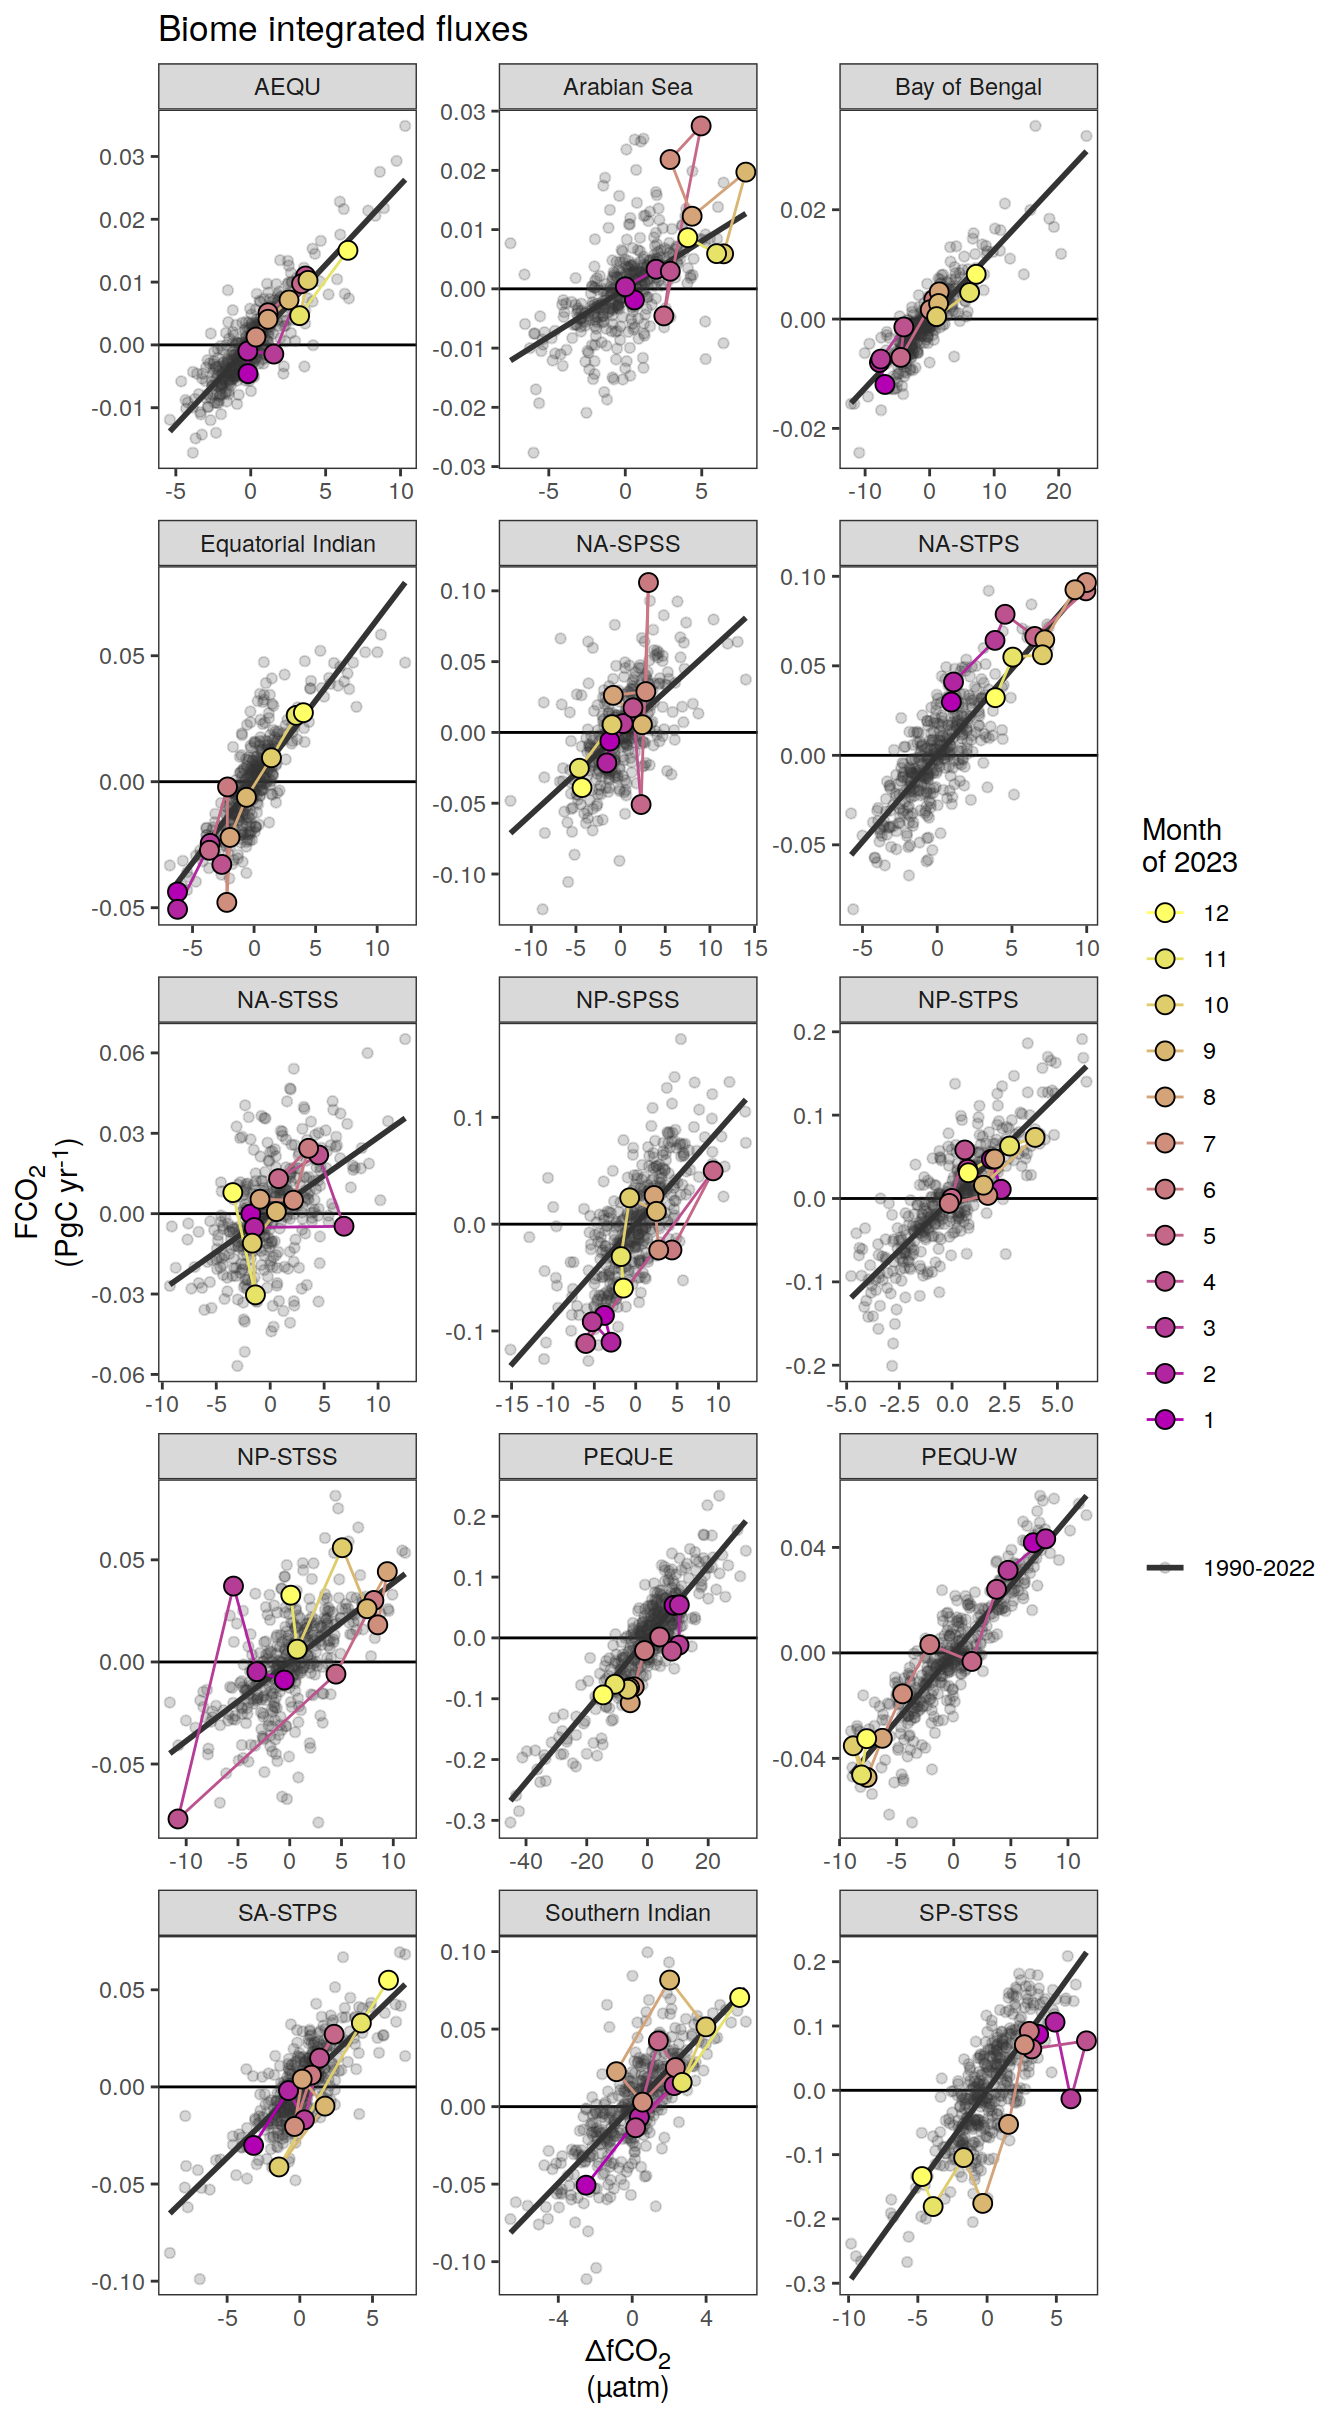 Biome integrated fluxes
AEQU
Arabian Sea
Bay of Bengal
0.03
0.02
0.01
0.00
-0.01
0.03
0.02
0.01
0.00
-0.01
-0.02
-0.03
0.02
0.00
-0.02
-5 0 5 10
-5 0 5
-10 0 10 20
Equatorial Indian
NA-SPSS
NA-STPS
0.05
0.00
-0.05
0.10
0.05
0.00
-0.05
-0.10
0.10
0.05
0.00
-0.05
-5 0 5 10
-10 -5 0 5 10 15
-5 0 5 10
NA-STSS
NP-SPSS
NP-STPS
0.06
0.03
0.00
-0.03
-0.06
0.1
0.0
-0.1
0.2
0.1
0.0
-0.1
-0.2
-10 -5 0 5 10
-15 -10 -5 0 5 10
-5.0 -2.5 0.0 2.5 5.0
NP-STSS
PEQU-E
PEQU-W
0.05
0.00
-0.05
0.2
0.1
0.0
-0.1
-0.2
-0.3
0.04
0.00
-0.04
-10 -5 0 5 10
-40 -20 0 20
-10 -5 0 5 10
SA-STPS
Southern Indian
SP-STSS
0.05
0.00
-0.05
-0.10
0.10
0.05
0.00
-0.05
-0.10
0.2
0.1
0.0
-0.1
-0.2
-0.3
-5 0 5
-4 0 4
-10 -5 0 5
FCO₂
(PgC yr⁻¹)
ΔfCO₂
(µatm)
Month
of 2023
12
11
10
9
8
7
6
5
4
3
2
1
1990-2022